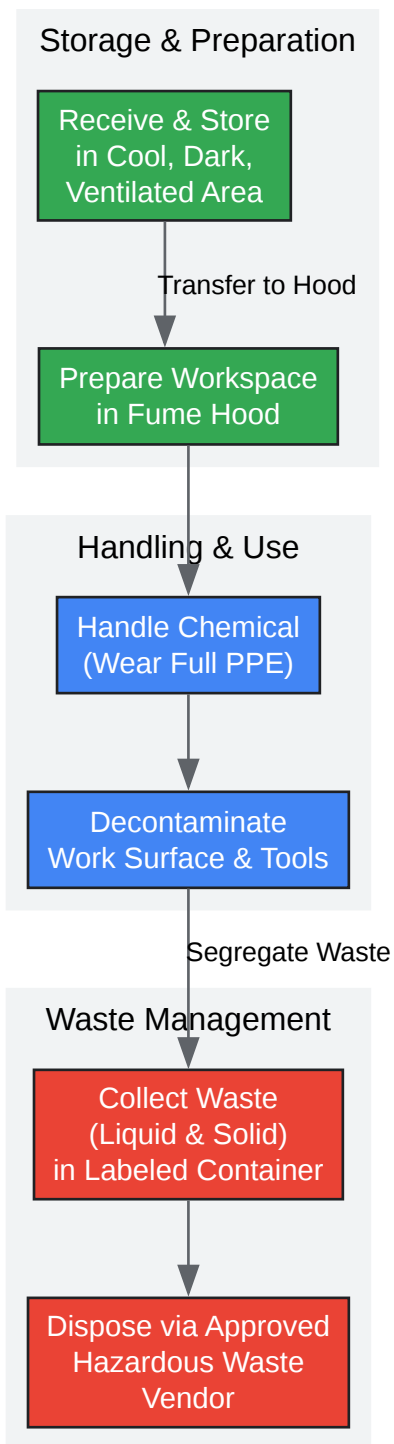 Storage & Preparation
Receive & Store
in Cool, Dark,
Ventilated Area
Transfer to Hood
Prepare Workspace
in Fume Hood
Handling & Use
Handle Chemical
(Wear Full PPE)
Decontaminate
Work Surface & Tools
Segregate Waste
Waste Management
Collect Waste
(Liquid & Solid)
in Labeled Container
Dispose via Approved
Hazardous Waste
Vendor